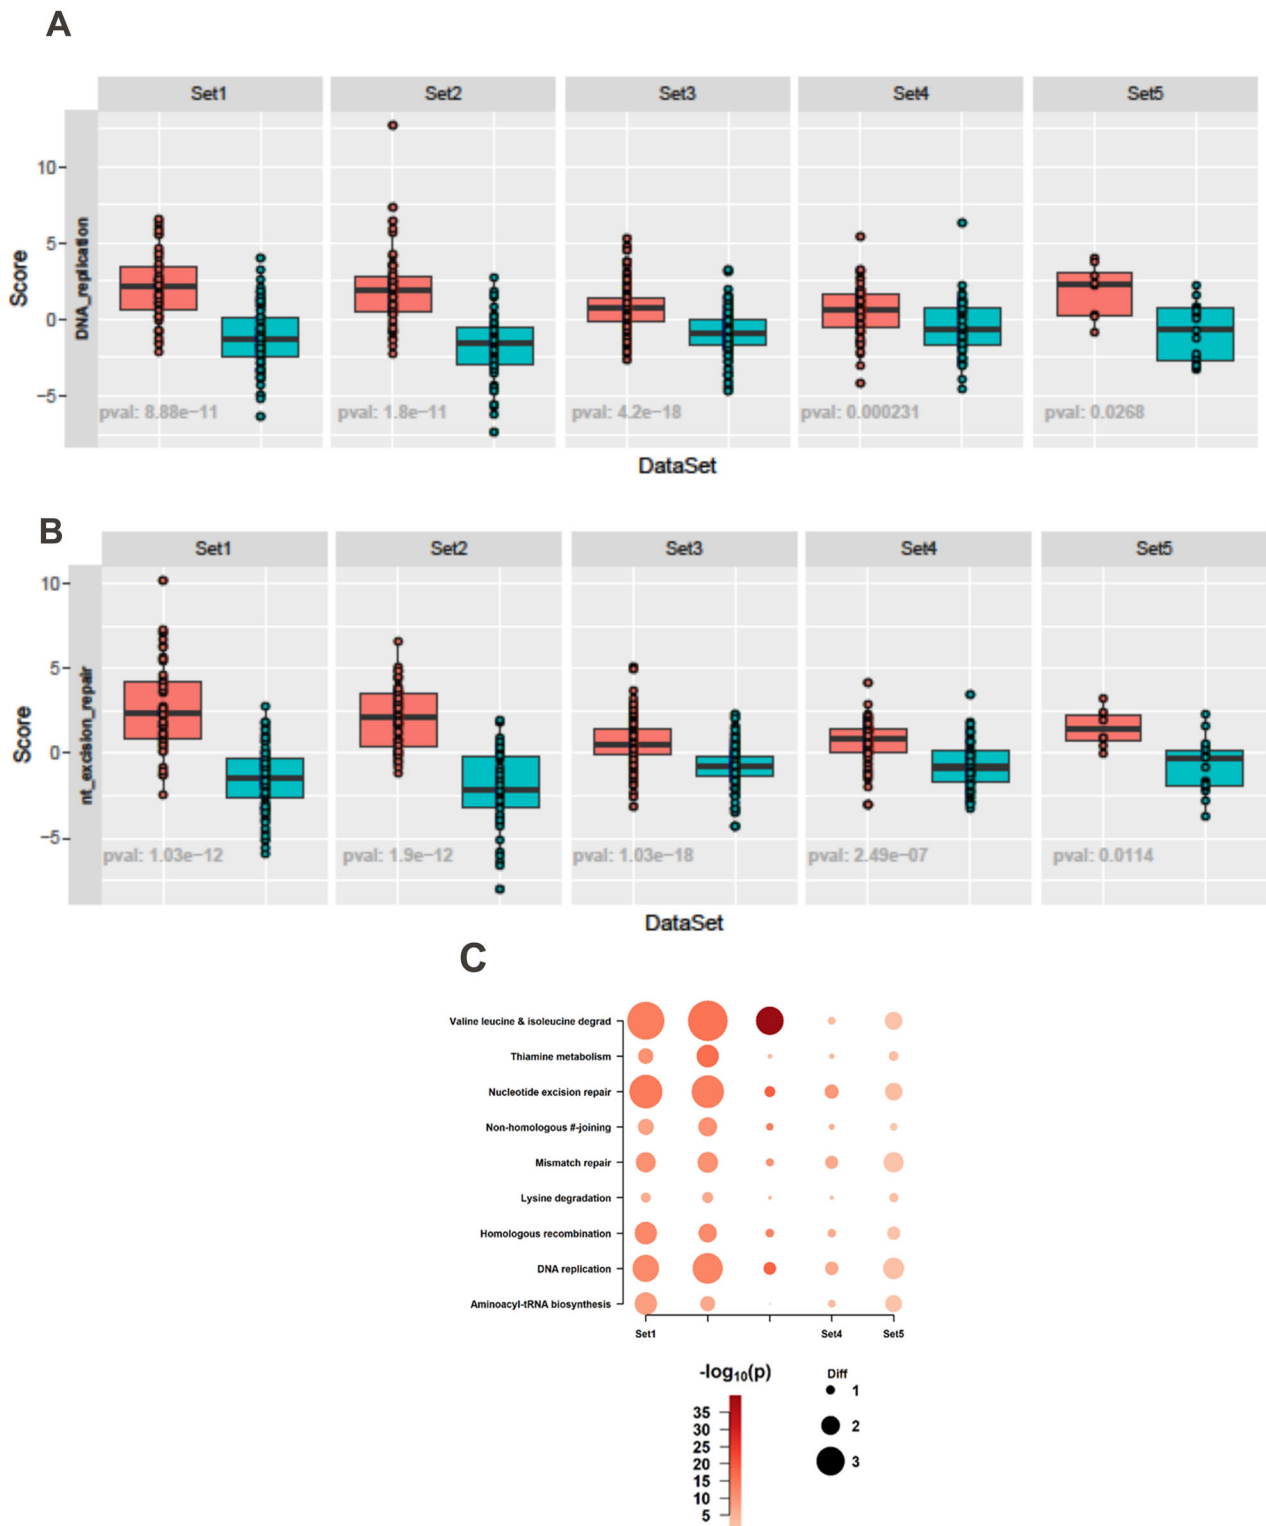 A
Set1 Set2 Set3 Set4 Set5
10
5
0
−5
Score
DNA_replication
pval: 8.88e−11 pval: 1.8e−11 pval: 4.2e−18 pval: 0.000231 pval: 0.0268
DataSet
B
Set1 Set2 Set3 Set4 Set5
10
5
0
−5
Score
nt_excision_repair
pval: 1.03e−12 pval: 1.9e−12 pval: 1.03e−18 pval: 2.49e−07 pval: 0.0114
DataSet
C
Valine leucine & isoleucine degrad
Thiamine metabolism
Nucleotide excision repair
Non-homologous #-joining
Mismatch repair
Lysine degradation
Homologous recombination
DNA replication
Aminoacyl-tRNA biosynthesis
Set1 Set4 Set5
-log₁₀(p)
35
30
25
20
15
10
5
Diff
1
2
3